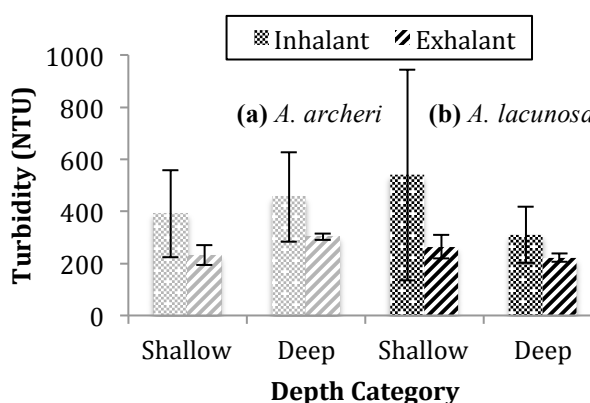 Inhalant Exhalant
1000
800
600
400
200
0
Turbidity (NTU)
(a) A. archeri (b) A. lacunosa
Shallow Deep Shallow Deep
Depth Category